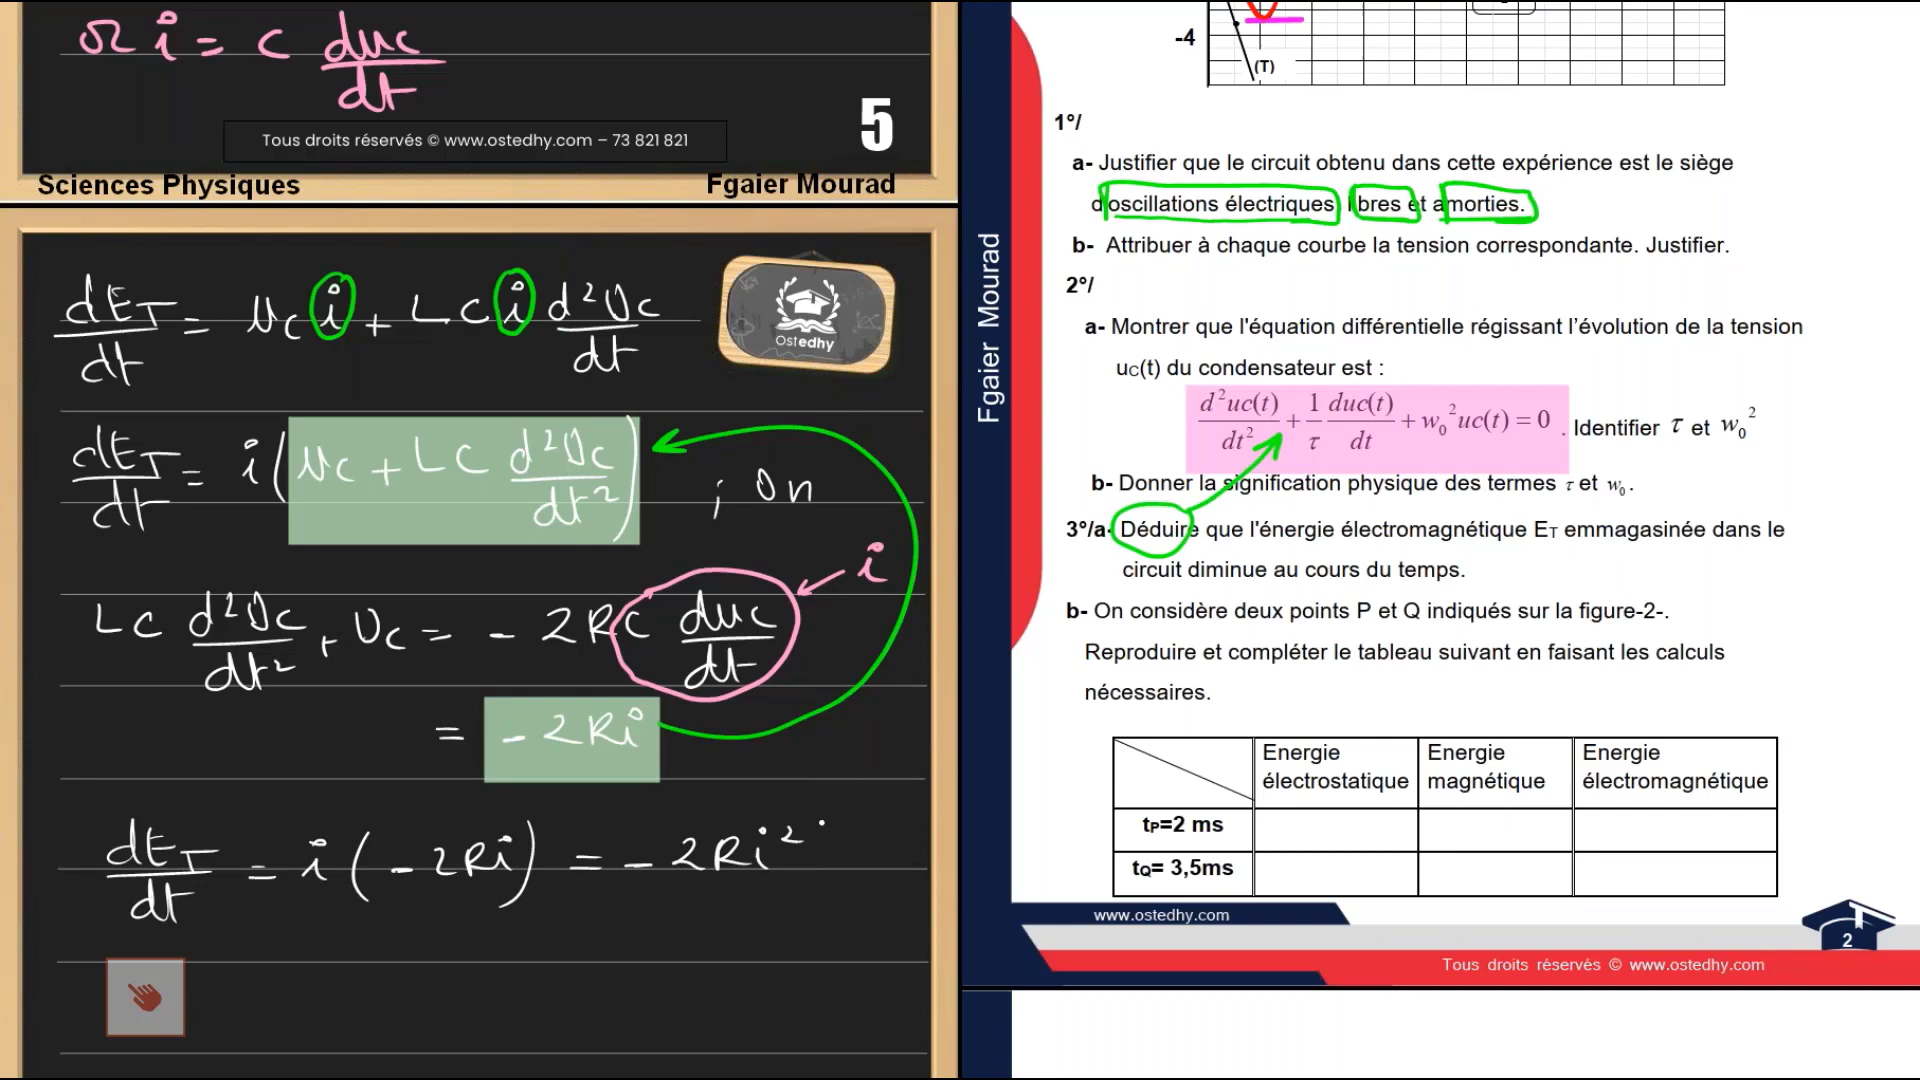 or i = C duc/dt
Tous droits réservés © www.ostedhy.com – 73 821 821
5
Sciences Physiques
Fgaier Mourad
dE_T/dt = uc i + LC i d²Uc/dt
Ostedhy
dE_T/dt = i(uc + LC d²Uc/dt²) ; on
i
LC d²Uc/dt² + Uc = - 2RC duc/dt
= - 2Ri
dE_T/dt = i(-2Ri) = - 2Ri²
-4
(T)
1°/
a- Justifier que le circuit obtenu dans cette expérience est le siège
d'oscillations électriques libres et amorties.
b- Attribuer à chaque courbe la tension correspondante. Justifier.
2°/
a- Montrer que l'équation différentielle régissant l’évolution de la tension
uC(t) du condensateur est :
d²uc(t)/dt² + 1/τ duc(t)/dt + w₀²uc(t) = 0 . Identifier τ et w₀²
b- Donner la signification physique des termes τ et w₀.
3°/a- Déduire que l'énergie électromagnétique ET emmagasinée dans le
circuit diminue au cours du temps.
b- On considère deux points P et Q indiqués sur la figure-2-.
Reproduire et compléter le tableau suivant en faisant les calculs
nécessaires.
Energie électrostatique
Energie magnétique
Energie électromagnétique
tP=2 ms
tQ= 3,5ms
Fgaier Mourad
www.ostedhy.com
2
Tous droits réservés © www.ostedhy.com